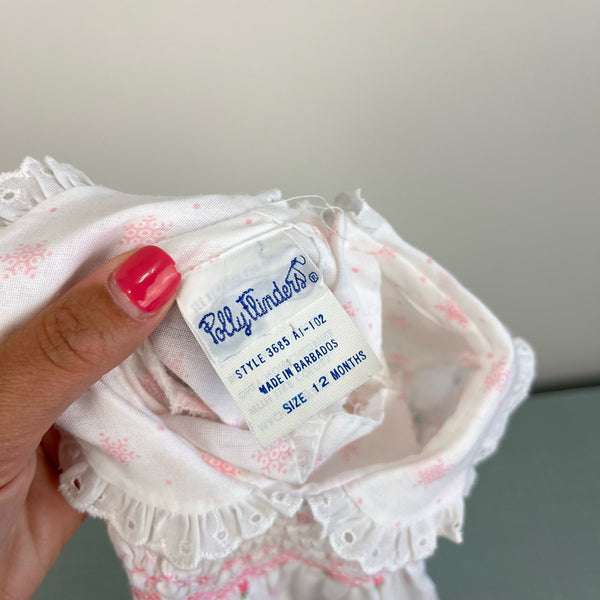 Polly Flinders®
STYLE 3685 A1-102
MADE IN BARBADOS
SIZE 12 MONTHS